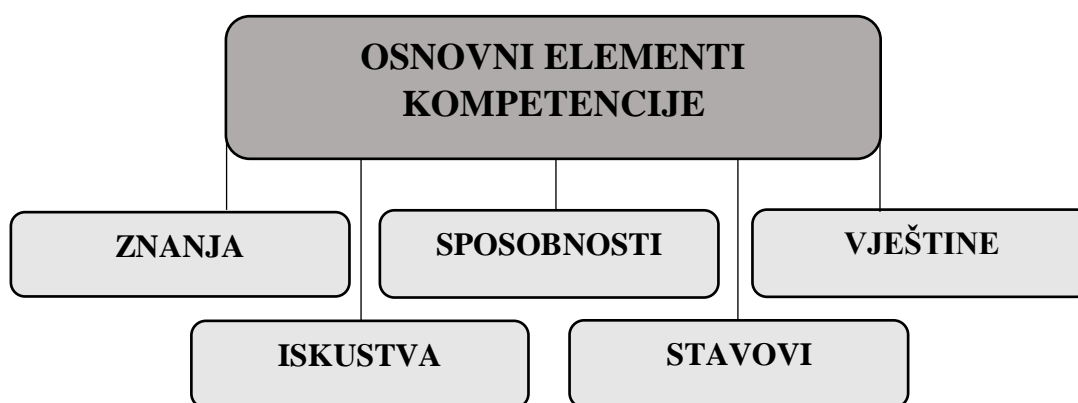 OSNOVNI ELEMENTI
KOMPETENCIJE
ZNANJA
SPOSOBNOSTI
VJEŠTINE
ISKUSTVA
STAVOVI